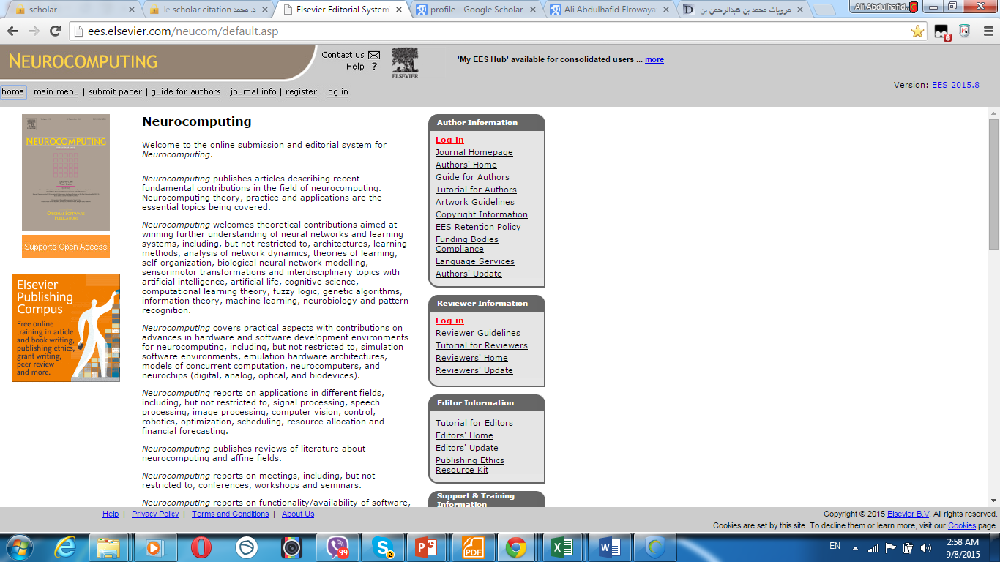 scholar
le scholar citation د. محمد
Elsevier Editorial System
profile - Google Scholar
Ali Abdulhafid Elrowaya
مرويات محمد بن عبدالرحمن بن
Ali Abdulhafid...
ees.elsevier.com/neucom/default.asp
6
NEUROCOMPUTING
Contact us
Help ?
ELSEVIER
'My EES Hub' available for consolidated users ... more
Version: EES 2015.8
home | main menu | submit paper | guide for authors | journal info | register | log in
NEUROCOMPUTING
ORIGINAL SOFTWARE
PUBLICATIONS
Supports Open Access
Elsevier
Publishing
Campus
Free online
training in article
and book writing,
publishing ethics,
grant writing,
peer review
and more.
Neurocomputing
Welcome to the online submission and editorial system for
Neurocomputing.
Neurocomputing publishes articles describing recent
fundamental contributions in the field of neurocomputing.
Neurocomputing theory, practice and applications are the
essential topics being covered.
Neurocomputing welcomes theoretical contributions aimed at
winning further understanding of neural networks and learning
systems, including, but not restricted to, architectures, learning
methods, analysis of network dynamics, theories of learning,
self-organization, biological neural network modelling,
sensorimotor transformations and interdisciplinary topics with
artificial intelligence, artificial life, cognitive science,
computational learning theory, fuzzy logic, genetic algorithms,
information theory, machine learning, neurobiology and pattern
recognition.
Neurocomputing covers practical aspects with contributions on
advances in hardware and software development environments
for neurocomputing, including, but not restricted to, simulation
software environments, emulation hardware architectures,
models of concurrent computation, neurocomputers, and
neurochips (digital, analog, optical, and biodevices).
Neurocomputing reports on applications in different fields,
including, but not restricted to, signal processing, speech
processing, image processing, computer vision, control,
robotics, optimization, scheduling, resource allocation and
financial forecasting.
Neurocomputing publishes reviews of literature about
neurocomputing and affine fields.
Neurocomputing reports on meetings, including, but not
restricted to, conferences, workshops and seminars.
Neurocomputing reports on functionality/availability of software,
Author Information
Log in
Journal Homepage
Authors' Home
Guide for Authors
Tutorial for Authors
Artwork Guidelines
Copyright Information
EES Retention Policy
Funding Bodies
Compliance
Language Services
Authors' Update
Reviewer Information
Log in
Reviewer Guidelines
Tutorial for Reviewers
Reviewers' Home
Reviewers' Update
Editor Information
Tutorial for Editors
Editors' Home
Editors' Update
Publishing Ethics
Resource Kit
Support & Training
Information
Help | Privacy Policy | Terms and Conditions | About Us
Copyright © 2015 Elsevier B.V. All rights reserved.
Cookies are set by this site. To decline them or learn more, visit our Cookies page.
99
2
PDF
EN
2:58 AM
9/8/2015